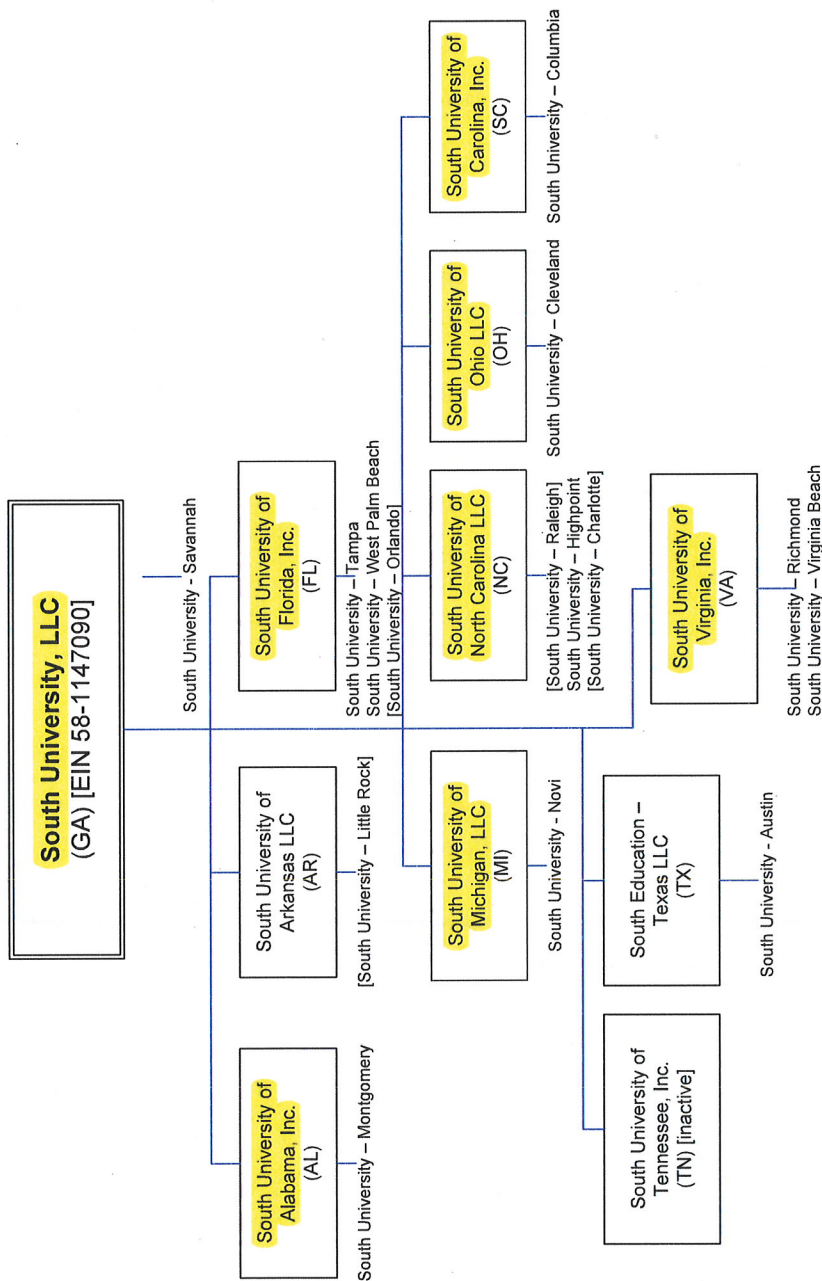 South University, LLC
(GA) [EIN 58-1147090]
South University - Savannah
South University of
Alabama, Inc.
(AL)
South University – Montgomery
South University of
Arkansas LLC
(AR)
[South University – Little Rock]
South University of
Florida, Inc.
(FL)
South University – Tampa
South University – West Palm Beach
[South University – Orlando]
South University of
Michigan, LLC
(MI)
South University - Novi
South University of
North Carolina LLC
(NC)
[South University – Raleigh]
South University – Highpoint
[South University – Charlotte]
South University of
Ohio LLC
(OH)
South University – Cleveland
South University of
Carolina, Inc.
(SC)
South University – Columbia
South University of
Tennessee, Inc.
(TN) [inactive]
South Education –
Texas LLC
(TX)
South University - Austin
South University of
Virginia, Inc.
(VA)
South University – Richmond
South University – Virginia Beach